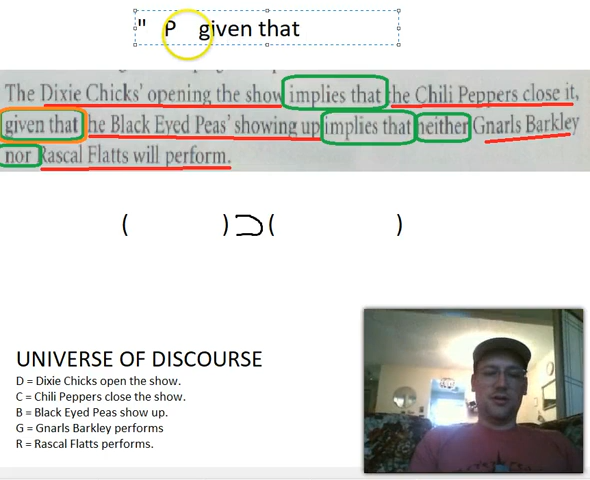 " P given that
The Dixie Chicks' opening the show implies that the Chili Peppers close it,
given that the Black Eyed Peas' showing up implies that neither Gnarls Barkley
nor Rascal Flatts will perform.
( ) ⊃ ( )
UNIVERSE OF DISCOURSE
D = Dixie Chicks open the show.
C = Chili Peppers close the show.
B = Black Eyed Peas show up.
G = Gnarls Barkley performs
R = Rascal Flatts performs.